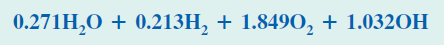 0.271H₂O + 0.213H₂ + 1.849O₂ + 1.032OH